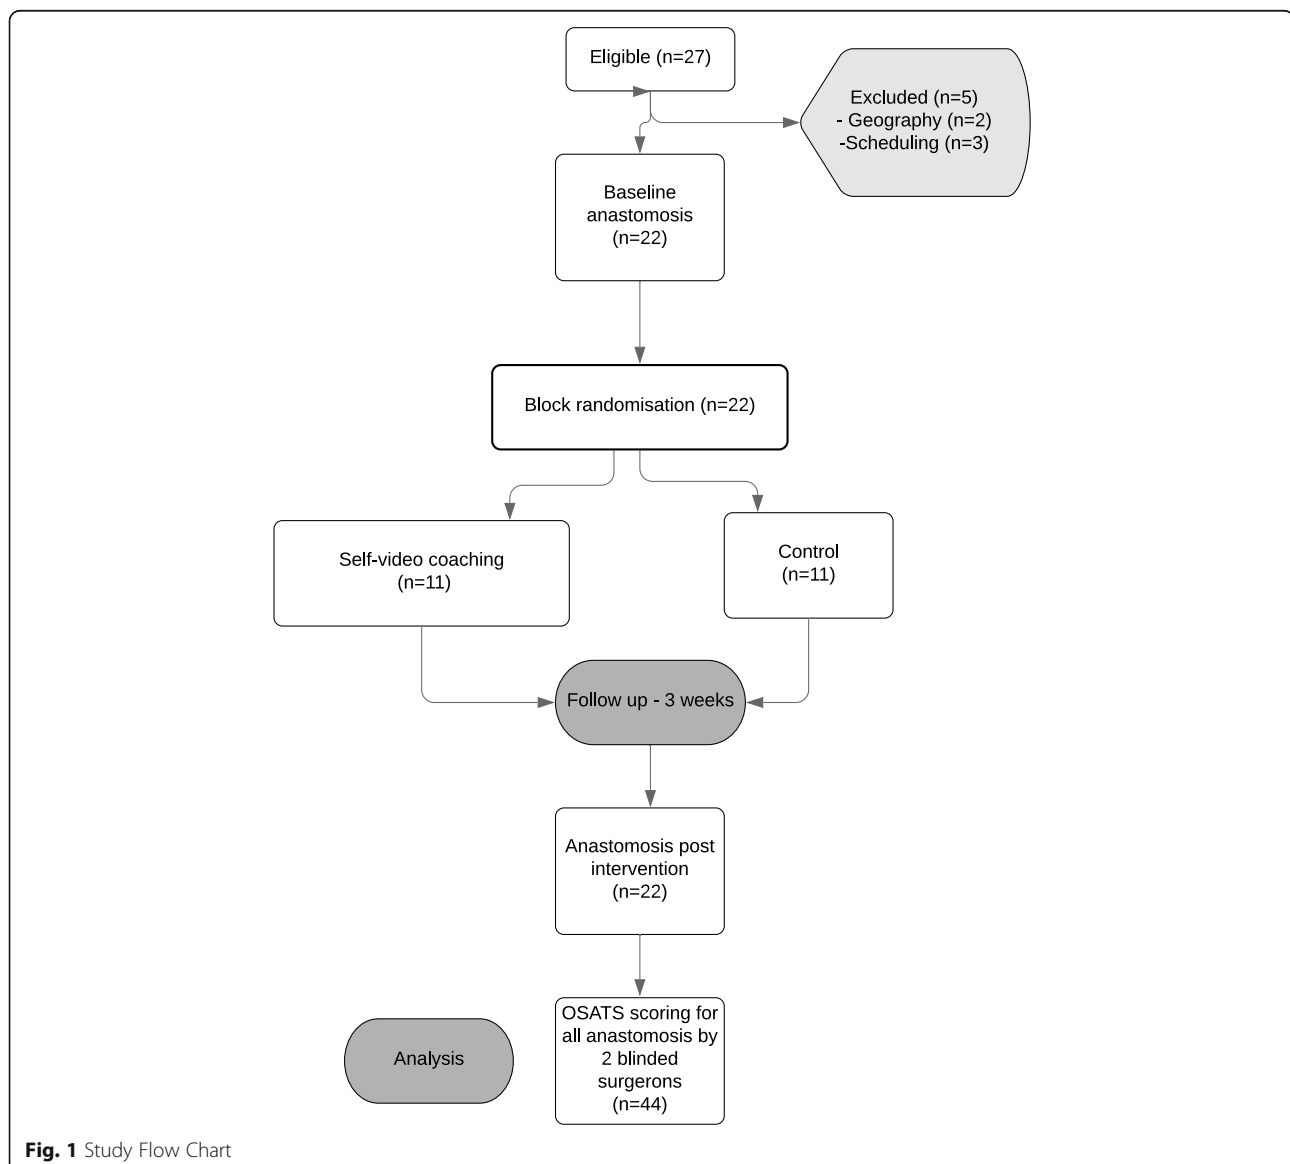 Eligible (n=27)
Excluded (n=5)
- Geography (n=2)
-Scheduling (n=3)
Baseline
anastomosis
(n=22)
Block randomisation (n=22)
Self-video coaching
(n=11)
Control
(n=11)
Follow up - 3 weeks
Anastomosis post
intervention
(n=22)
OSATS scoring for
all anastomosis by
2 blinded
surgerons
(n=44)
Analysis
Fig. 1 Study Flow Chart